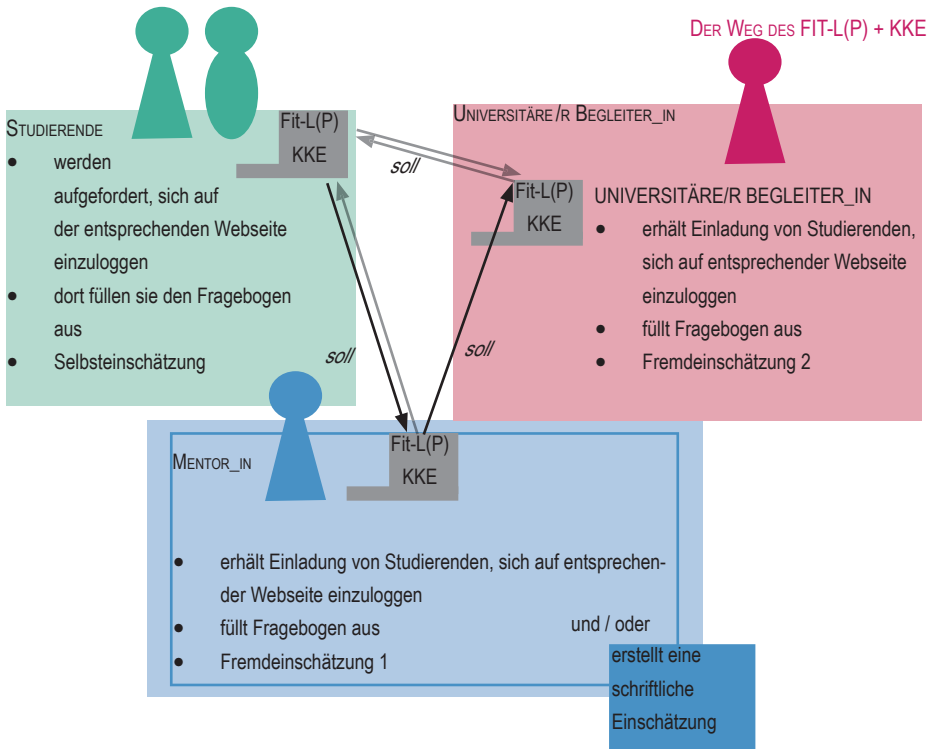 Der Weg des FIT-L(P) + KKE
Studierende
• werden
aufgefordert, sich auf
der entsprechenden Webseite
einzuloggen
• dort füllen sie den Fragebogen
aus
• Selbsteinschätzung
Fit-L(P)
KKE
soll
Universitäre /r Begleiter_in
Fit-L(P)
KKE
UNIVERSITÄRE/R BEGLEITER_IN
• erhält Einladung von Studierenden,
sich auf entsprechender Webseite
einzuloggen
• füllt Fragebogen aus
• Fremdeinschätzung 2
soll
soll
Mentor_in
Fit-L(P)
KKE
• erhält Einladung von Studierenden, sich auf entsprechen-
der Webseite einzuloggen
• füllt Fragebogen aus
• Fremdeinschätzung 1
und / oder
erstellt eine
schriftliche
Einschätzung